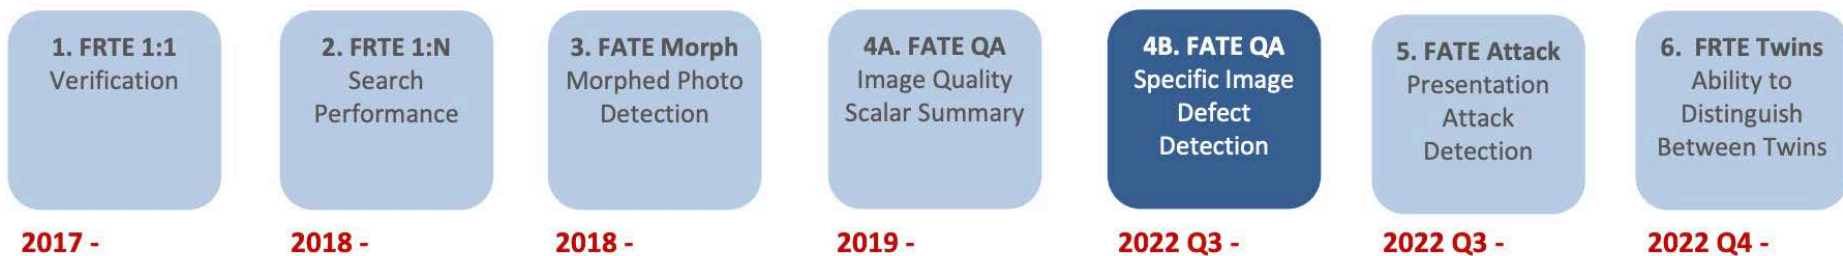 1. FRTE 1:1
Verification
2. FRTE 1:N
Search
Performance
3. FATE Morph
Morphed Photo
Detection
4A. FATE QA
Image Quality
Scalar Summary
4B. FATE QA
Specific Image
Defect
Detection
5. FATE Attack
Presentation
Attack
Detection
6. FRTE Twins
Ability to
Distinguish
Between Twins
2017 -
2018 -
2018 -
2019 -
2022 Q3 -
2022 Q3 -
2022 Q4 -